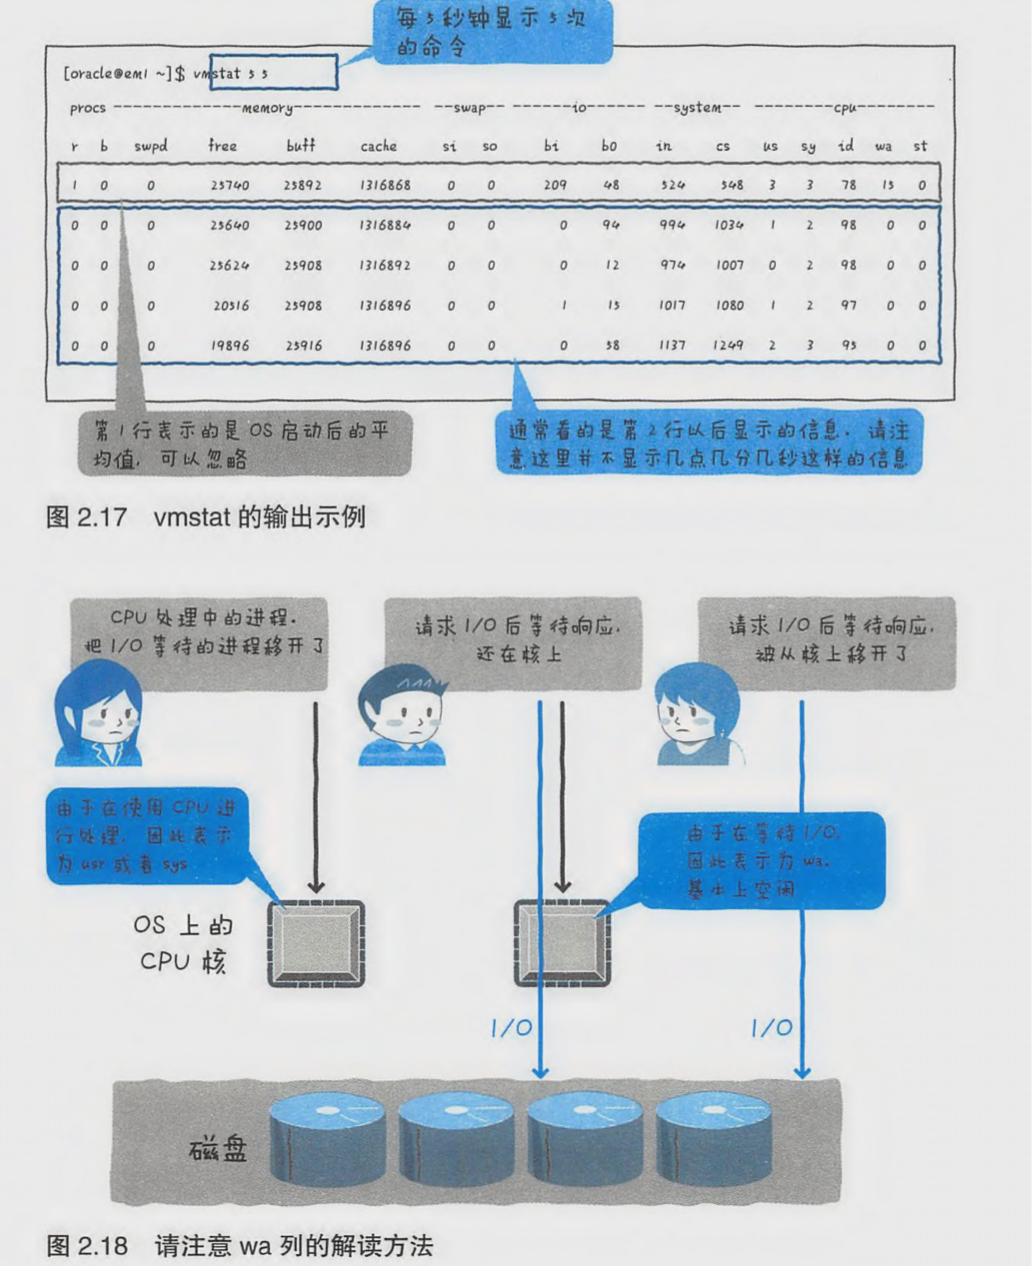 每5秒钟显示5次
的命令
[oracle@em1 ~]$ vmstat 5 5
procs -----------memory---------- --swap-- ----io---- --system-- -----cpu-----
r b swpd free buff cache si so bi b0 in cs us sy id wa st
1 0 0 25740 25892 1316868 0 0 209 48 524 548 3 3 78 15 0
0 0 0 25640 25900 1316884 0 0 0 94 994 1034 1 2 98 0 0
0 0 0 25624 25908 1316892 0 0 0 12 974 1007 0 2 98 0 0
0 0 0 20516 25908 1316896 0 0 1 15 1017 1080 1 2 97 0 0
0 0 0 19896 25916 1316896 0 0 0 58 1137 1249 2 3 95 0 0
第1行表示的是OS启动后的平
均值,可以忽略
通常看的是第2行以后显示的信息。请注
意这里并不显示几点几分几秒这样的信息
图 2.17 vmstat 的输出示例
CPU 处理中的进程。
把 I/O 等待的进程移开了
请求 I/O 后等待响应,
还在核上
请求 I/O 后等待响应,
被从核上移开了
由于在使用 CPU 进
行处理,因此表示
为 usr 或者 sys
由于在等待 I/O,
因此表示为 wa。
基本上空闲
OS 上的
CPU 核
I/O
I/O
磁盘
图 2.18 请注意 wa 列的解读方法